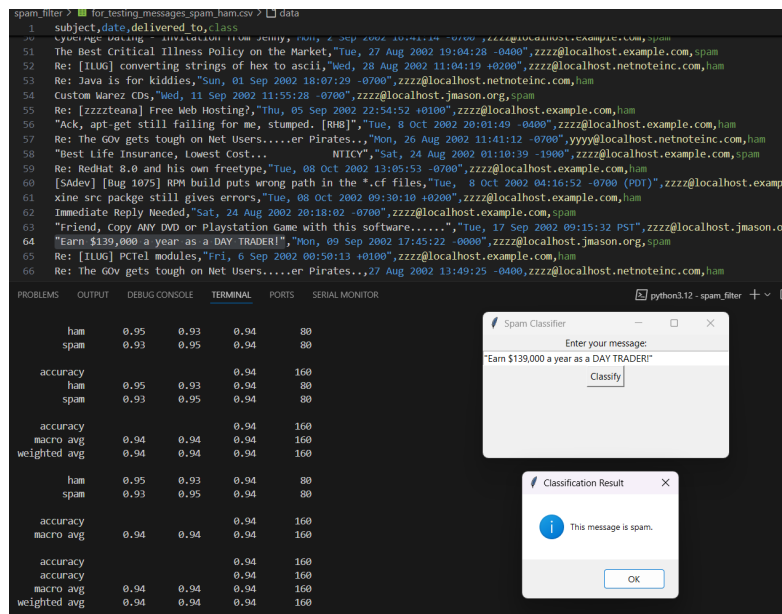 spam_filter > for_testing_messages_spam_ham.csv > data
1 subject,date,delivered_to,class
50 CyberAge Dating - Invitation from Jenny,"Mon, 2 Sep 2002 16:41:14 -0700",zzzz@localhost.example.com,spam
51 The Best Critical Illness Policy on the Market,"Tue, 27 Aug 2002 19:04:28 -0400",zzzz@localhost.example.com,spam
52 Re: [ILUG] converting strings of hex to ascii,"Wed, 28 Aug 2002 11:04:19 +0200",zzzz@localhost.netnoteinc.com,ham
53 Re: Java is for kiddies,"Sun, 01 Sep 2002 18:07:29 -0700",zzzz@localhost.netnoteinc.com,ham
54 Custom Warez CDs,"Wed, 11 Sep 2002 11:55:28 -0700",zzzz@localhost.jmason.org,spam
55 Re: [zzzzteana] Free Web Hosting?,"Thu, 05 Sep 2002 22:54:52 +0100",zzzz@localhost.example.com,ham
56 "Ack, apt-get still failing for me, stumped. [RH8]","Tue, 8 Oct 2002 20:01:49 -0400",zzzz@localhost.example.com,ham
57 Re: The GOv gets tough on Net Users.....er Pirates..,"Mon, 26 Aug 2002 11:41:12 -0700",yyyy@localhost.netnoteinc.com,ham
58 "Best Life Insurance, Lowest Cost... NTICY","Sat, 24 Aug 2002 01:10:39 -1900",zzzz@localhost.example.com,spam
59 Re: RedHat 8.0 and his own freetype,"Tue, 08 Oct 2002 13:05:53 -0700",zzzz@localhost.example.com,ham
60 [SAdev] [Bug 1075] RPM build puts wrong path in the *.cf files,"Tue, 8 Oct 2002 04:16:52 -0700 (PDT)",zzzz@localhost.examp
61 xine src packge still gives errors,"Tue, 08 Oct 2002 09:30:10 +0200",zzzz@localhost.example.com,ham
62 Immediate Reply Needed,"Sat, 24 Aug 2002 20:18:02 -0700",zzzz@localhost.example.com,spam
63 "Friend, Copy ANY DVD or Playstation Game with this software......","Tue, 17 Sep 2002 09:15:32 PST",zzzz@localhost.jmason.o
64 "Earn $139,000 a year as a DAY TRADER!","Mon, 09 Sep 2002 17:45:22 -0000",zzzz@localhost.jmason.org,spam
65 Re: [ILUG] PCTel modules,"Fri, 6 Sep 2002 00:50:13 +0100",zzzz@localhost.example.com,ham
66 Re: The GOv gets tough on Net Users.....er Pirates..,27 Aug 2002 13:49:25 -0400,zzzz@localhost.netnoteinc.com,ham
PROBLEMS OUTPUT DEBUG CONSOLE TERMINAL PORTS SERIAL MONITOR python3.12 - spam_filter
ham 0.95 0.93 0.94 80
spam 0.93 0.95 0.94 80
accuracy 0.94 160
ham 0.95 0.93 0.94 80
spam 0.93 0.95 0.94 80
accuracy 0.94 160
macro avg 0.94 0.94 0.94 160
weighted avg 0.94 0.94 0.94 160
ham 0.95 0.93 0.94 80
spam 0.93 0.95 0.94 80
accuracy 0.94 160
macro avg 0.94 0.94 0.94 160
accuracy 0.94 160
accuracy 0.94 160
macro avg 0.94 0.94 0.94 160
weighted avg 0.94 0.94 0.94 160
Spam Classifier
Enter your message:
"Earn $139,000 a year as a DAY TRADER!"
Classify
Classification Result
This message is spam.
OK